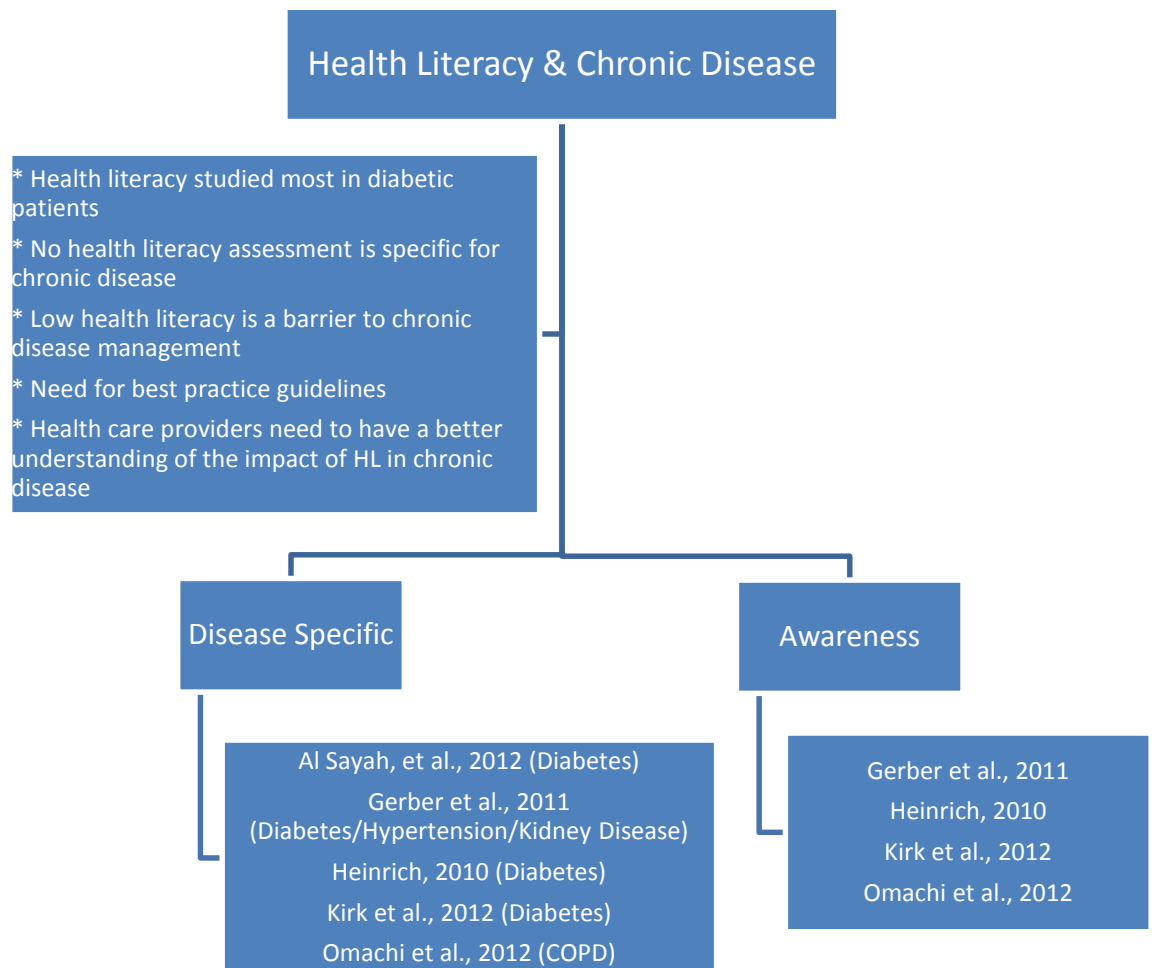 Health Literacy & Chronic Disease
* Health literacy studied most in diabetic
patients
* No health literacy assessment is specific for
chronic disease
* Low health literacy is a barrier to chronic
disease management
* Need for best practice guidelines
* Health care providers need to have a better
understanding of the impact of HL in chronic
disease
Disease Specific
Al Sayah, et al., 2012 (Diabetes)
Gerber et al., 2011
(Diabetes/Hypertension/Kidney Disease)
Heinrich, 2010 (Diabetes)
Kirk et al., 2012 (Diabetes)
Omachi et al., 2012 (COPD)
Awareness
Gerber et al., 2011
Heinrich, 2010
Kirk et al., 2012
Omachi et al., 2012